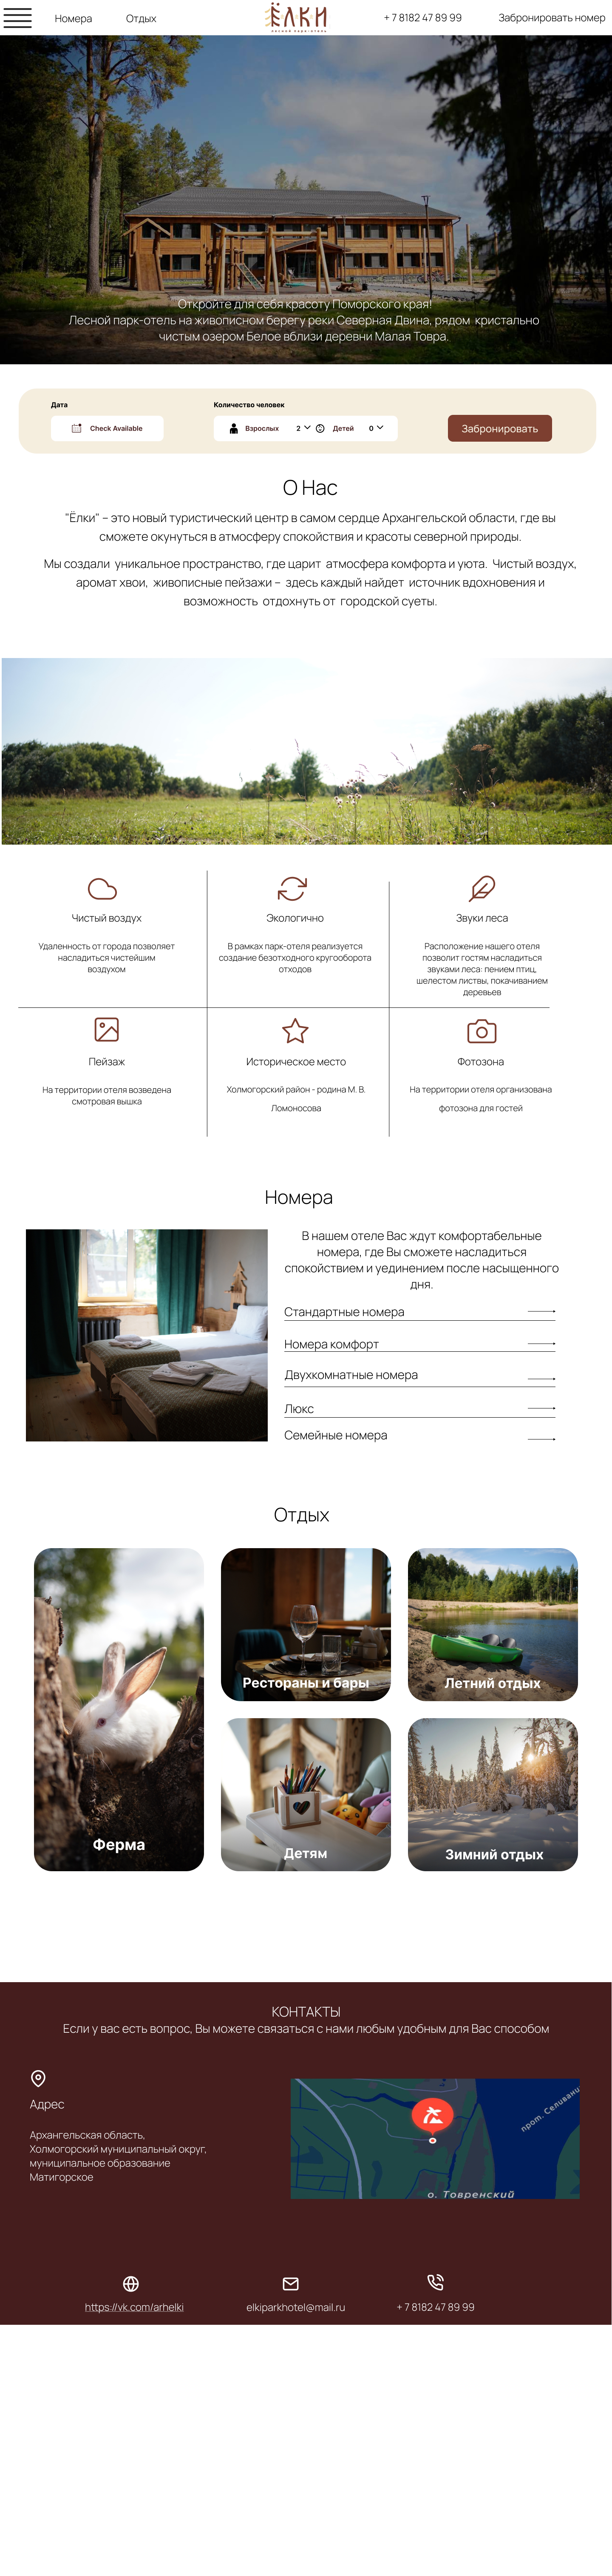 Номера
Отдых
ЁЛКИ
лесной парк-отель
+ 7 8182 47 89 99
Забронировать номер
Откройте для себя красоту Поморского края!
Лесной парк-отель на живописном берегу реки Северная Двина, рядом кристально
чистым озером Белое вблизи деревни Малая Товра.
Дата
Количество человек
Check Available
Взрослых
2
Детей
0
Забронировать
О Нас
"Ёлки" – это новый туристический центр в самом сердце Архангельской области, где вы
сможете окунуться в атмосферу спокойствия и красоты северной природы.
Мы создали уникальное пространство, где царит атмосфера комфорта и уюта. Чистый воздух,
аромат хвои, живописные пейзажи – здесь каждый найдет источник вдохновения и
возможность отдохнуть от городской суеты.
Чистый воздух
Удаленность от города позволяет
насладиться чистейшим
воздухом
Экологично
В рамках парк-отеля реализуется
создание безотходного кругооборота
отходов
Звуки леса
Расположение нашего отеля
позволит гостям насладиться
звуками леса: пением птиц,
шелестом листвы, покачиванием
деревьев
Пейзаж
На территории отеля возведена
смотровая вышка
Историческое место
Холмогорский район - родина М. В.
Ломоносова
Фотозона
На территории отеля организована
фотозона для гостей
Номера
В нашем отеле Вас ждут комфортабельные
номера, где Вы сможете насладиться
спокойствием и уединением после насыщенного
дня.
Стандартные номера
Номера комфорт
Двухкомнатные номера
Люкс
Семейные номера
Отдых
Ферма
Рестораны и бары
Летний отдых
Детям
Зимний отдых
КОНТАКТЫ
Если у вас есть вопрос, Вы можете связаться с нами любым удобным для Вас способом
Адрес
Архангельская область,
Холмогорский муниципальный округ,
муниципальное образование
Матигорское
прот. Селивани
о. Товренский
https://vk.com/arhelki
elkiparkhotel@mail.ru
+ 7 8182 47 89 99